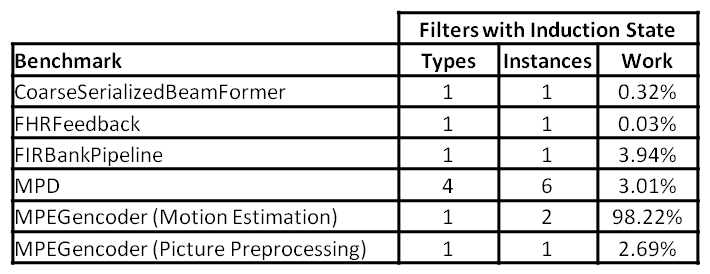 Filters with Induction State
Benchmark Types Instances Work
CoarseSerializedBeamFormer 1 1 0.32%
FHRFeedback 1 1 0.03%
FIRBankPipeline 1 1 3.94%
MPD 4 6 3.01%
MPEGencoder (Motion Estimation) 1 2 98.22%
MPEGencoder (Picture Preprocessing) 1 1 2.69%